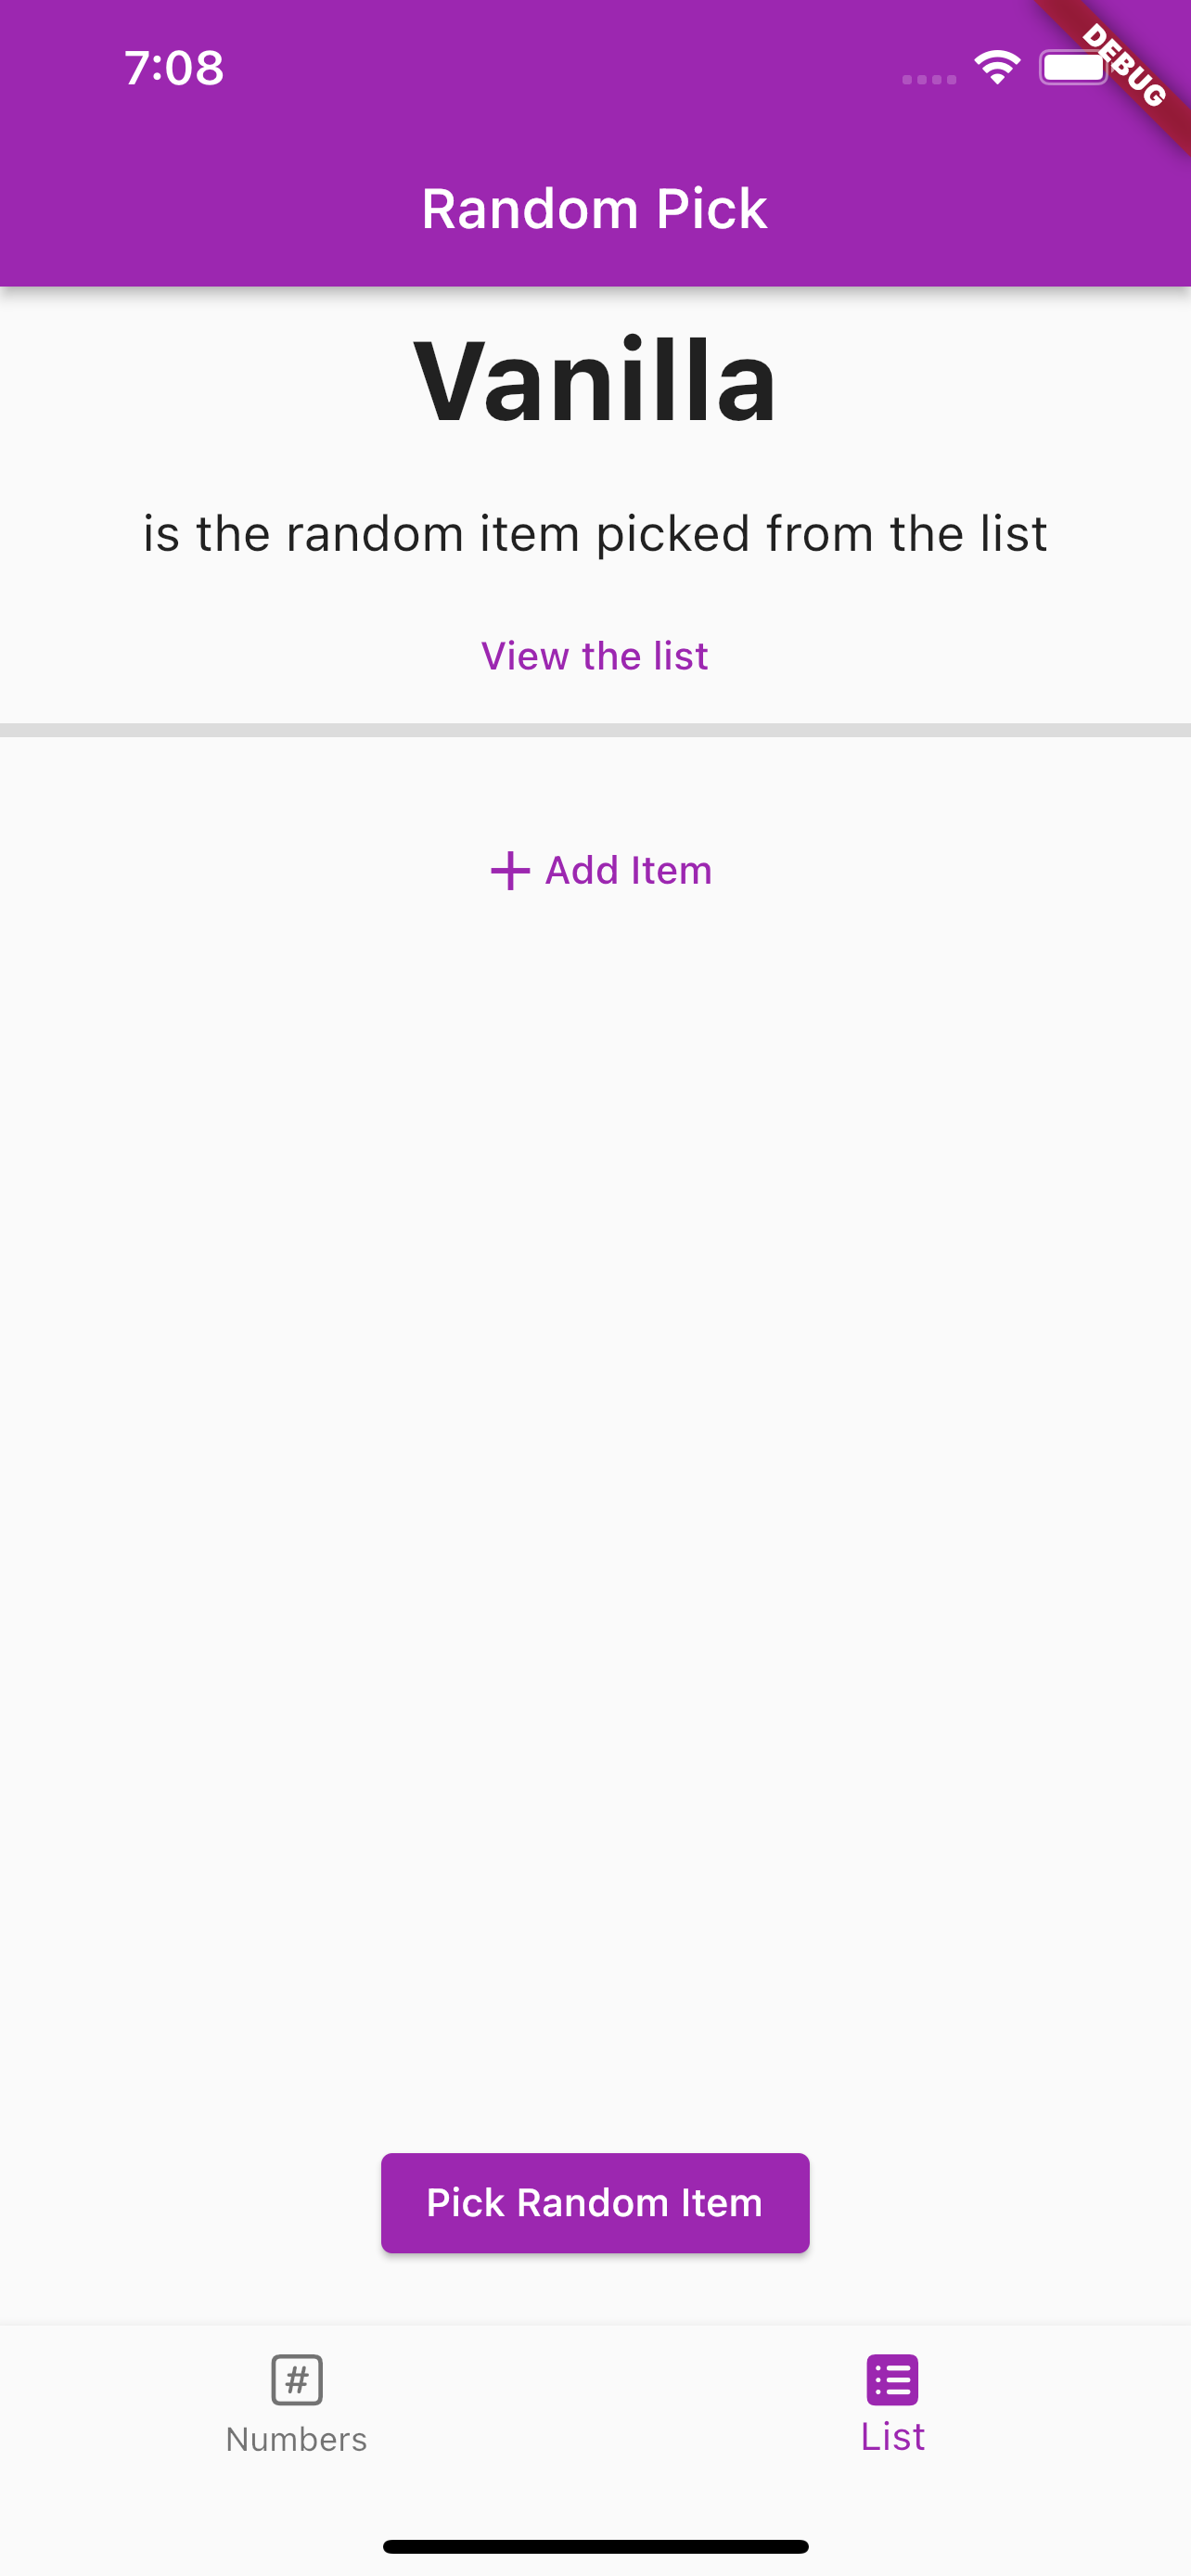 7:08
DEBUG
Random Pick
Vanilla
is the random item picked from the list
View the list
Add Item
Pick Random Item
#
Numbers
List